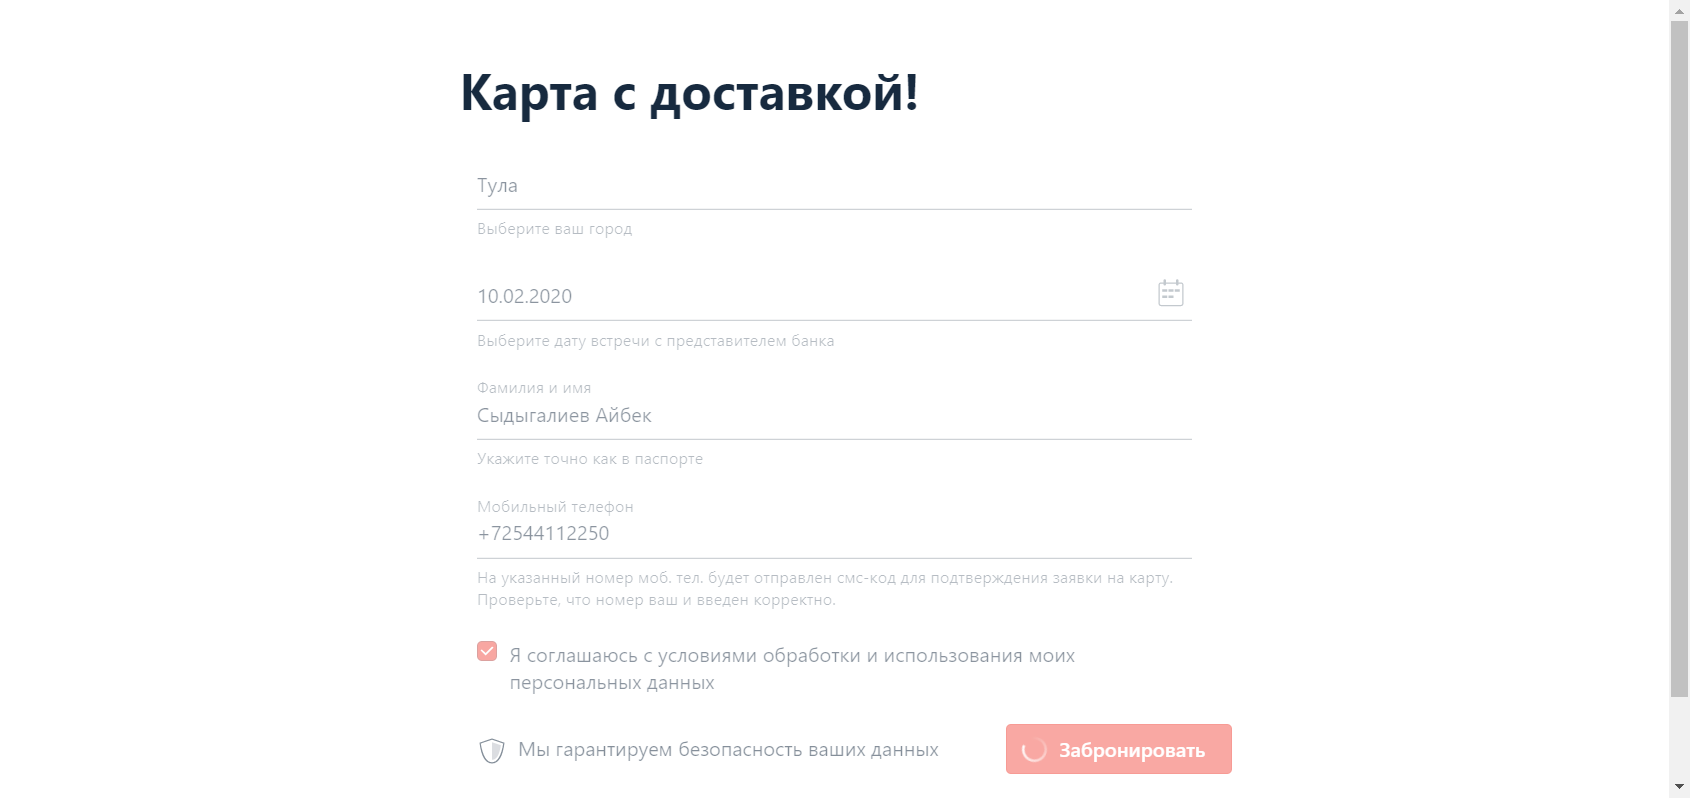 Карта с доставкой!
Тула
Выберите ваш город
10.02.2020
Выберите дату встречи с представителем банка
Фамилия и имя
Сыдыгалиев Айбек
Укажите точно как в паспорте
Мобильный телефон
+72544112250
На указанный номер моб. тел. будет отправлен смс-код для подтверждения заявки на карту.
Проверьте, что номер ваш и введен корректно.
Я соглашаюсь с условиями обработки и использования моих
персональных данных
Мы гарантируем безопасность ваших данных
Забронировать